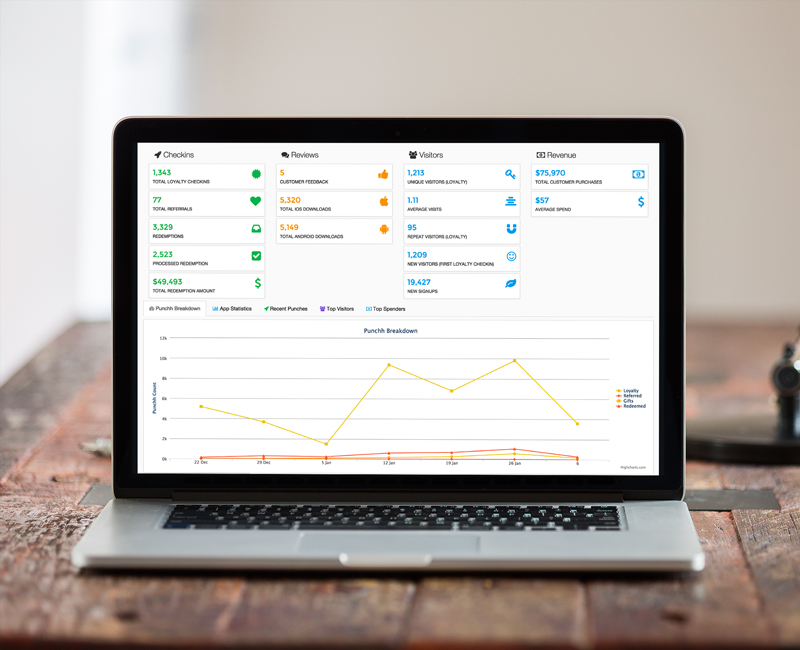 Checkins
1,343
TOTAL LOYALTY CHECKINS
77
TOTAL REFERRALS
3,329
REDEMPTIONS
2,523
PROCESSED REDEMPTION
$49,493
TOTAL REDEMPTION AMOUNT
Reviews
5
CUSTOMER FEEDBACK
5,320
TOTAL IOS DOWNLOADS
5,149
TOTAL ANDROID DOWNLOADS
Visitors
1,213
UNIQUE VISITORS (LOYALTY)
1.11
AVERAGE VISITS
95
REPEAT VISITORS (LOYALTY)
1,209
NEW VISITORS (FIRST LOYALTY CHECKIN)
19,427
NEW SIGNUPS
Revenue
$75,970
TOTAL CUSTOMER PURCHASES
$57
AVERAGE SPEND
Punchh Breakdown App Statistics Recent Punches Top Visitors Top Spenders
Punchh Breakdown
Punchh Count
12k
10k
8k
6k
4k
2k
0k
22 Dec 29 Dec 5 Jan 12 Jan 19 Jan 26 Jan 6
Loyalty
Referred
Gifts
Redeemed
Highcharts.com